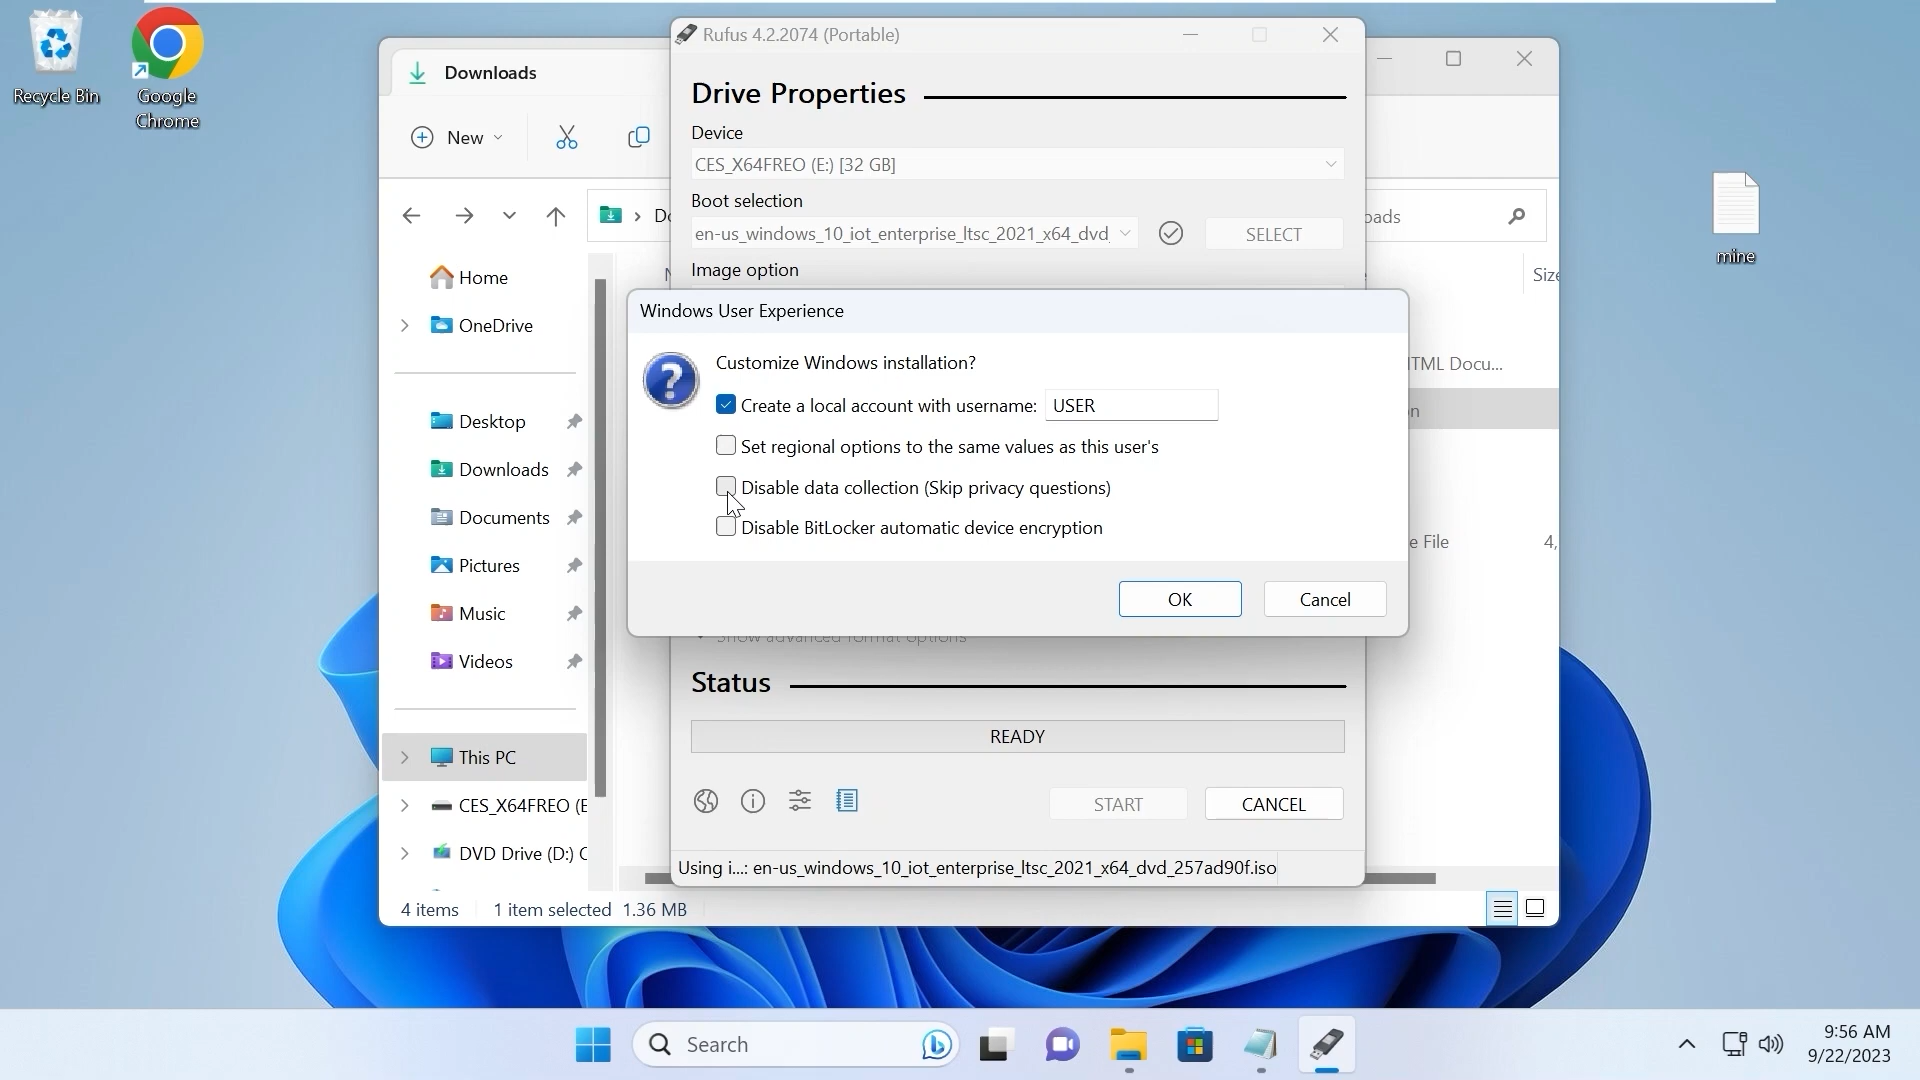 Recycle Bin
Google
Chrome
mine
Downloads
New
Home
OneDrive
Desktop
Downloads
Documents
Pictures
Music
Videos
This PC
CES_X64FREO (E
DVD Drive (D:) C
4 items
1 item selected 1.36 MB
Size
HTML Docu...
e File
4,
Rufus 4.2.2074 (Portable)
Drive Properties
Device
CES_X64FREO (E:) [32 GB]
Boot selection
en-us_windows_10_iot_enterprise_ltsc_2021_x64_dvd_
SELECT
Image option
Windows User Experience
Customize Windows installation?
Create a local account with username: USER
Set regional options to the same values as this user's
Disable data collection (Skip privacy questions)
Disable BitLocker automatic device encryption
OK
Cancel
Show advanced format options
Status
READY
START
CANCEL
Using i...: en-us_windows_10_iot_enterprise_ltsc_2021_x64_dvd_257ad90f.iso
Search
9:56 AM
9/22/2023